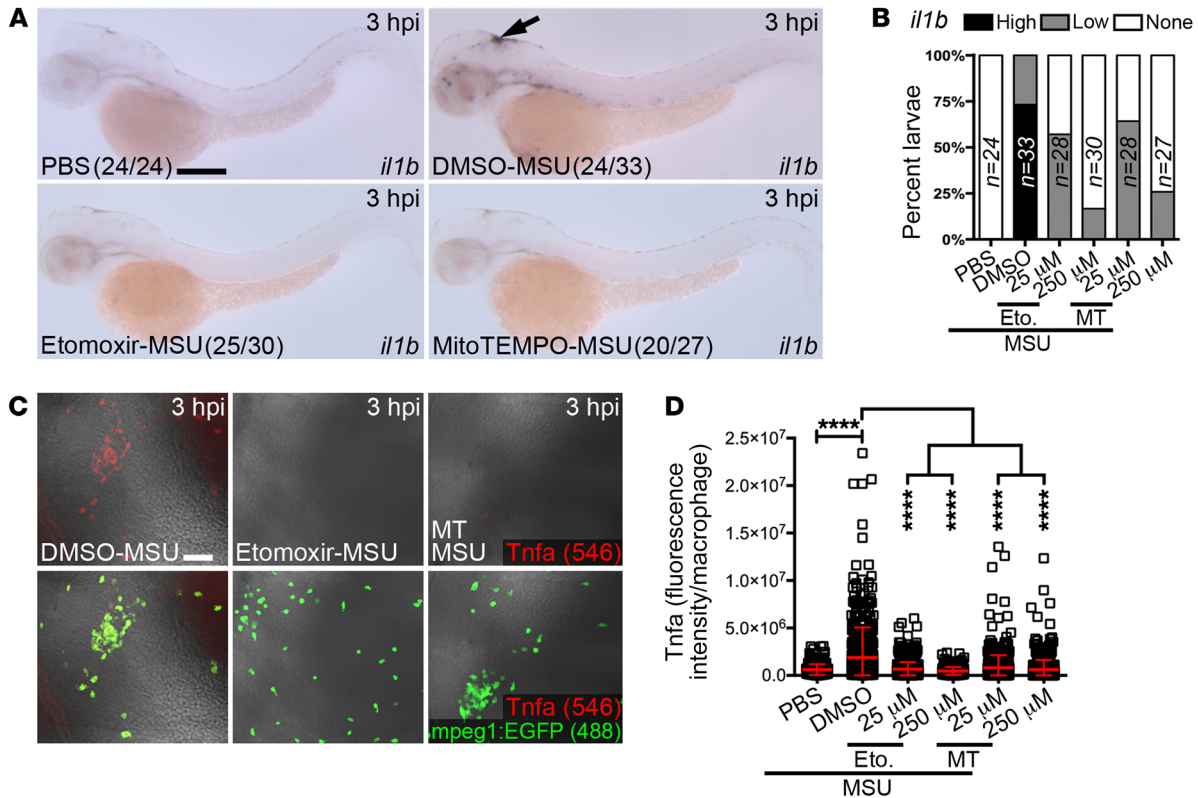 A
3 hpi
PBS (24/24)
il1b
3 hpi
DMSO-MSU (24/33)
il1b
3 hpi
Etomoxir-MSU (25/30)
il1b
3 hpi
MitoTEMPO-MSU (20/27)
il1b
B
il1b High Low None
Percent larvae
100%
75%
50%
25%
0%
n=24
n=33
n=28
n=30
n=28
n=27
PBS
DMSO
25 µM
250 µM
25 µM
250 µM
Eto.
MT
MSU
C
3 hpi
DMSO-MSU
3 hpi
Etomoxir-MSU
3 hpi
MT
MSU
Tnfa (546)
Tnfa (546)
mpeg1:EGFP (488)
D
Tnfa (fluorescence
intensity/macrophage)
2.5×10⁷
2.0×10⁷
1.5×10⁷
1.0×10⁷
5.0×10⁶
0.0
****
****
****
****
****
PBS
DMSO
25 µM
250 µM
25 µM
250 µM
Eto.
MT
MSU